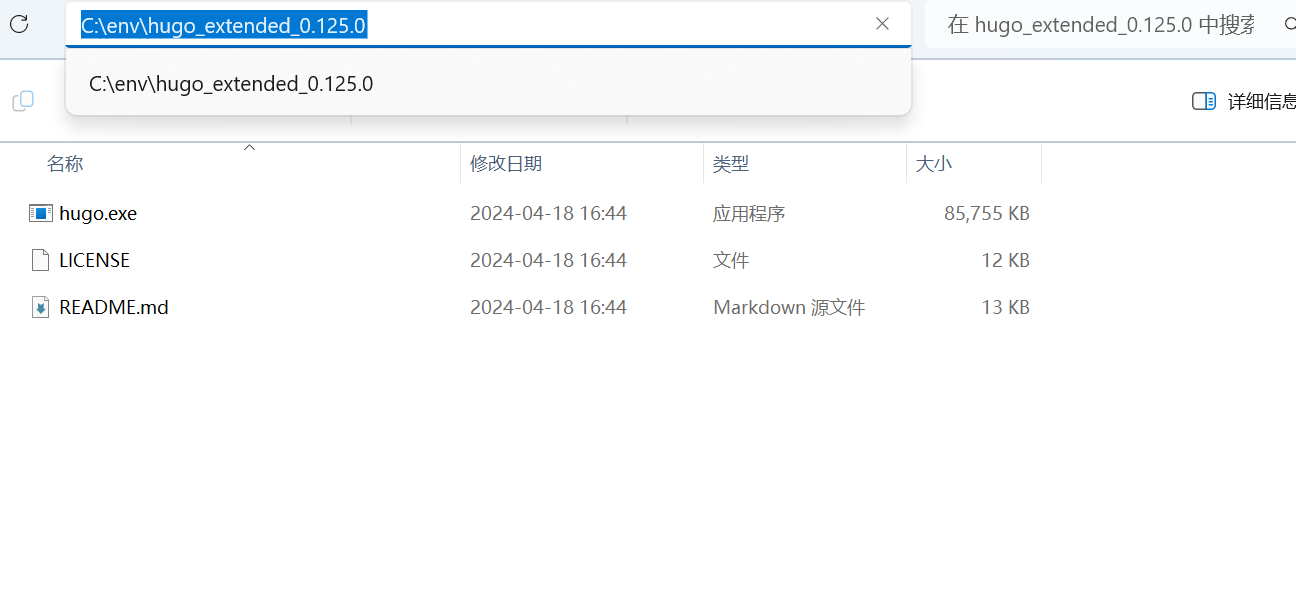 C:\env\hugo_extended_0.125.0
在 hugo_extended_0.125.0 中搜索
C:\env\hugo_extended_0.125.0
详细信息
名称 修改日期 类型 大小
hugo.exe 2024-04-18 16:44 应用程序 85,755 KB
LICENSE 2024-04-18 16:44 文件 12 KB
README.md 2024-04-18 16:44 Markdown 源文件 13 KB